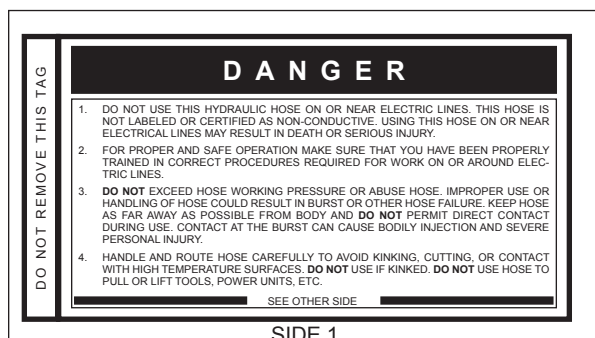 DO NOT REMOVE THIS TAG
DANGER
1. DO NOT USE THIS HYDRAULIC HOSE ON OR NEAR ELECTRIC LINES. THIS HOSE IS
NOT LABELED OR CERTIFIED AS NON-CONDUCTIVE. USING THIS HOSE ON OR NEAR
ELECTRICAL LINES MAY RESULT IN DEATH OR SERIOUS INJURY.
2. FOR PROPER AND SAFE OPERATION MAKE SURE THAT YOU HAVE BEEN PROPERLY
TRAINED IN CORRECT PROCEDURES REQUIRED FOR WORK ON OR AROUND ELEC-
TRIC LINES.
3. DO NOT EXCEED HOSE WORKING PRESSURE OR ABUSE HOSE. IMPROPER USE OR
HANDLING OF HOSE COULD RESULT IN BURST OR OTHER HOSE FAILURE. KEEP HOSE
AS FAR AWAY AS POSSIBLE FROM BODY AND DO NOT PERMIT DIRECT CONTACT
DURING USE. CONTACT AT THE BURST CAN CAUSE BODILY INJECTION AND SEVERE
PERSONAL INJURY.
4. HANDLE AND ROUTE HOSE CAREFULLY TO AVOID KINKING, CUTTING, OR CONTACT
WITH HIGH TEMPERATURE SURFACES. DO NOT USE IF KINKED. DO NOT USE HOSE TO
PULL OR LIFT TOOLS, POWER UNITS, ETC.
SEE OTHER SIDE
SIDE 1